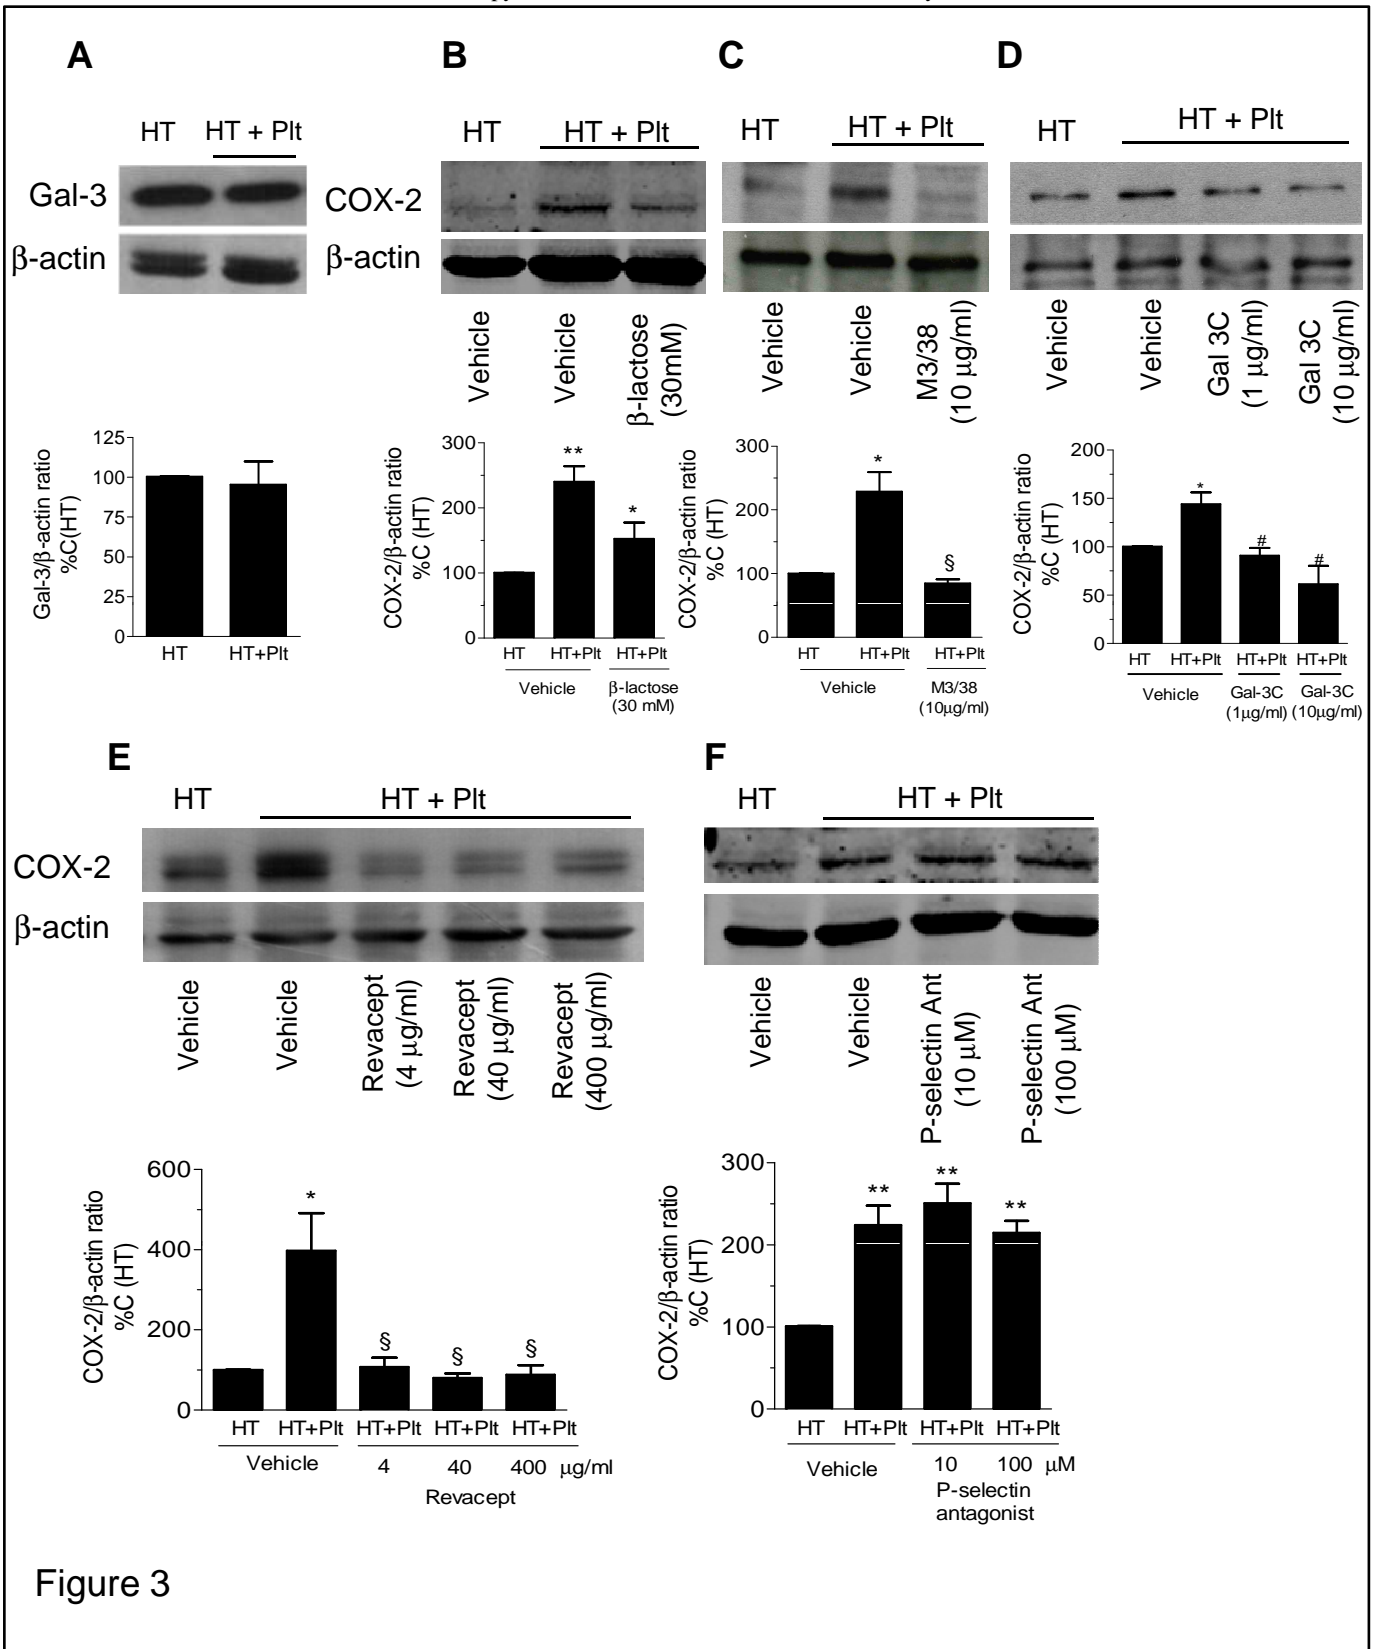 A
B
C
D
HT
HT + Plt
HT
HT + Plt
HT
HT + Plt
HT
HT + Plt
Gal-3
β-actin
COX-2
β-actin
Vehicle
Vehicle
β-lactose
(30mM)
Vehicle
Vehicle
M3/38
(10 μg/ml)
Vehicle
Vehicle
Gal 3C
(1 μg/ml)
Gal 3C
(10 μg/ml)
Gal-3/β-actin ratio
%C(HT)
125
100
75
50
25
0
HT
HT+Plt
COX-2/β-actin ratio
%C (HT)
300
200
100
0
**
*
HT
HT+Plt
HT+Plt
Vehicle
β-lactose
(30 mM)
COX-2/β-actin ratio
%C (HT)
300
200
100
0
*
§
HT
HT+Plt
HT+Plt
Vehicle
M3/38
(10μg/ml)
COX-2/β-actin ratio
%C (HT)
200
150
100
50
0
*
#
#
HT
HT+Plt
HT+Plt
HT+Plt
Vehicle
Gal-3C
(1μg/ml)
Gal-3C
(10μg/ml)
E
F
HT
HT + Plt
COX-2
β-actin
Vehicle
Vehicle
Revacept
(4 μg/ml)
Revacept
(40 μg/ml)
Revacept
(400 μg/ml)
HT
HT + Plt
Vehicle
Vehicle
P-selectin Ant
(10 μM)
P-selectin Ant
(100 μM)
COX-2/β-actin ratio
%C (HT)
600
400
200
0
*
§
§
§
HT
HT+Plt
HT+Plt
HT+Plt
HT+Plt
Vehicle
4
40
400 μg/ml
Revacept
COX-2/β-actin ratio
%C (HT)
300
200
100
0
**
**
**
HT
HT+Plt
HT+Plt
HT+Plt
Vehicle
10
100 μM
P-selectin
antagonist
Figure 3